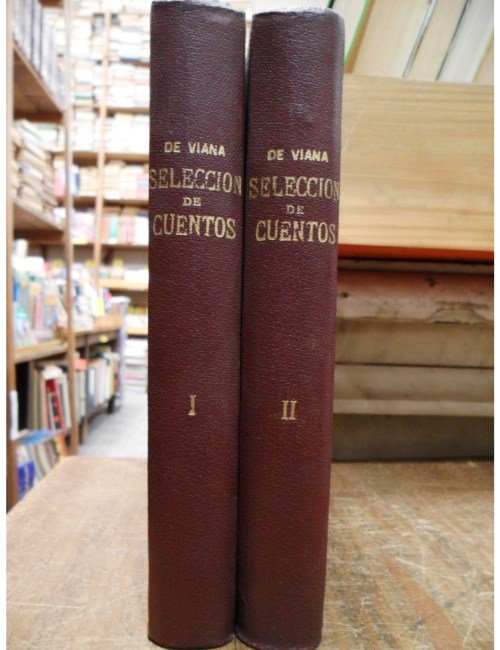 DE VIANA
SELECCION
DE
CUENTOS
I
DE VIANA
SELECCION
DE
CUENTOS
II